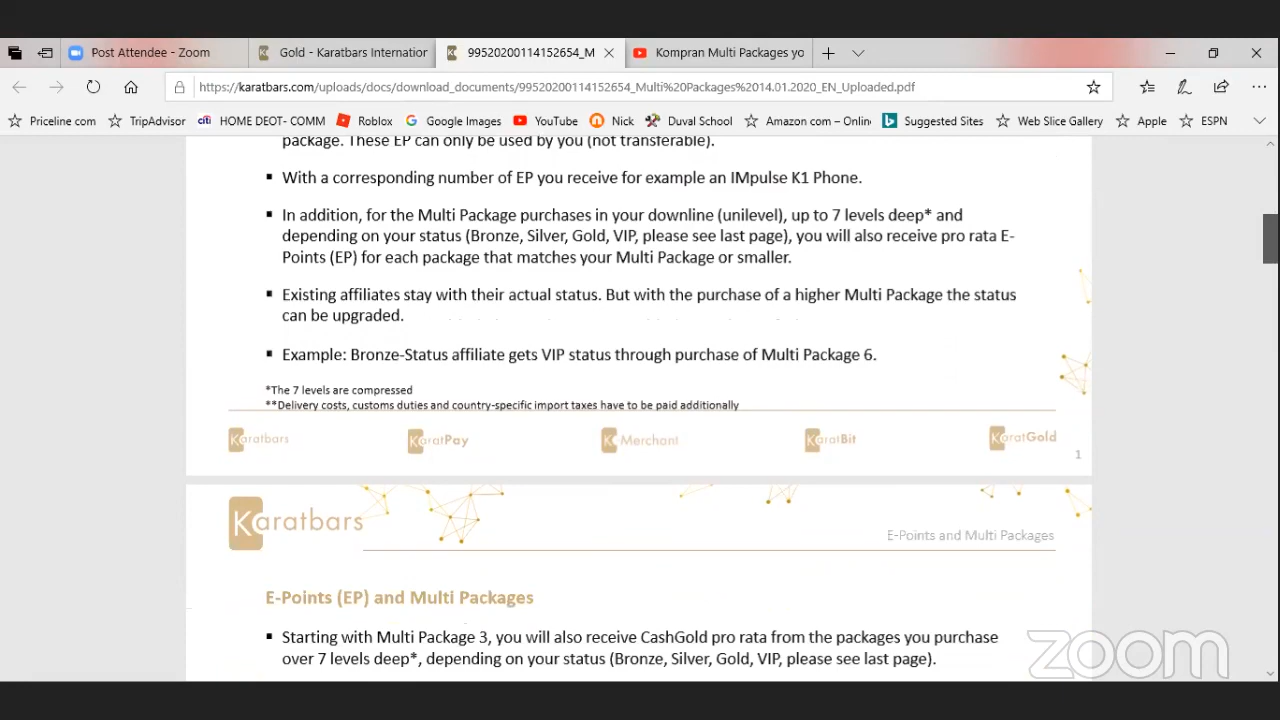 Post Attendee - Zoom
Gold - Karatbars Internation
99520200114152654_M
Kompran Multi Packages yo
https://karatbars.com/uploads/docs/download_documents/99520200114152654_Multi%20Packages%2014.01.2020_EN_Uploaded.pdf
Priceline com TripAdvisor citi HOME DEOT- COMM Roblox Google Images YouTube Nick Duval School Amazon com – Onlin Suggested Sites Web Slice Gallery Apple ESPN
package. These EP can only be used by you (not transferable).
▪ With a corresponding number of EP you receive for example an IMpulse K1 Phone.
▪ In addition, for the Multi Package purchases in your downline (unilevel), up to 7 levels deep* and
depending on your status (Bronze, Silver, Gold, VIP, please see last page), you will also receive pro rata E-
Points (EP) for each package that matches your Multi Package or smaller.
▪ Existing affiliates stay with their actual status. But with the purchase of a higher Multi Package the status
can be upgraded.
▪ Example: Bronze-Status affiliate gets VIP status through purchase of Multi Package 6.
*The 7 levels are compressed
**Delivery costs, customs duties and country-specific import taxes have to be paid additionally
Karatbars KaratPay KMerchant KaratBit KaratGold
1
Karatbars
E-Points and Multi Packages
E-Points (EP) and Multi Packages
▪ Starting with Multi Package 3, you will also receive CashGold pro rata from the packages you purchase
over 7 levels deep*, depending on your status (Bronze, Silver, Gold, VIP, please see last page).
zoom